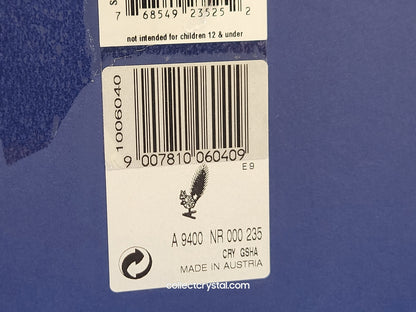 7 68549 23525 2
not intended for children 12 & under
1006040
9 007810 060409
E9
A 9400 NR 000 235
CRY GSHA
MADE IN AUSTRIA
collectcrystal.com